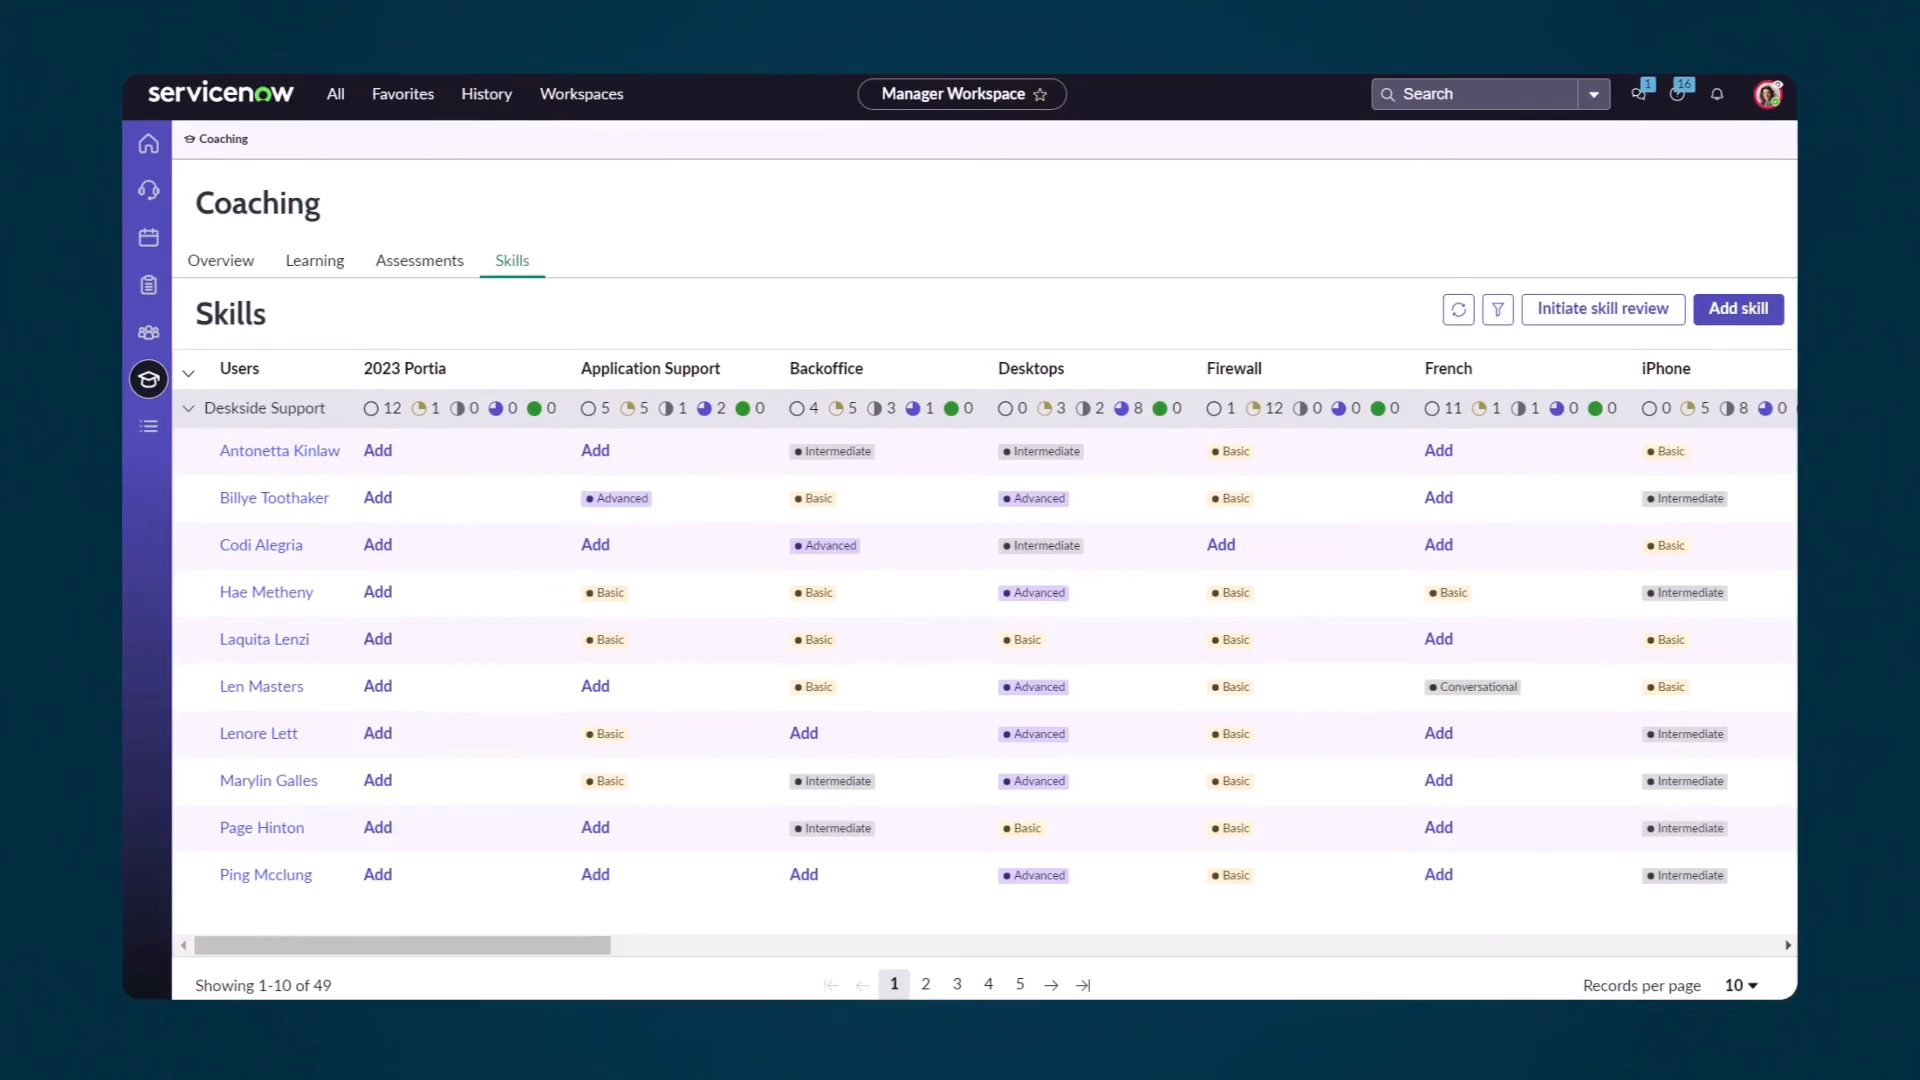 servicenow All Favorites History Workspaces Manager Workspace Search 1 16
Coaching
Coaching
Overview Learning Assessments Skills
Skills Initiate skill review Add skill
Users 2023 Portia Application Support Backoffice Desktops Firewall French iPhone
Deskside Support 12 1 0 0 0 5 5 1 2 0 4 5 3 1 0 0 3 2 8 0 1 12 0 0 0 11 1 1 0 0 0 5 8 0
Antonetta Kinlaw Add Add Intermediate Intermediate Basic Add Basic
Billye Toothaker Add Advanced Basic Advanced Basic Add Intermediate
Codi Alegria Add Add Advanced Intermediate Add Add Basic
Hae Metheny Add Basic Basic Advanced Basic Basic Intermediate
Laquita Lenzi Add Basic Basic Basic Basic Add Basic
Len Masters Add Add Basic Advanced Basic Conversational Basic
Lenore Lett Add Basic Add Advanced Basic Add Intermediate
Marylin Galles Add Basic Intermediate Advanced Basic Add Intermediate
Page Hinton Add Add Intermediate Basic Basic Add Intermediate
Ping Mcclung Add Add Add Advanced Basic Add Intermediate
Showing 1-10 of 49 1 2 3 4 5 Records per page 10